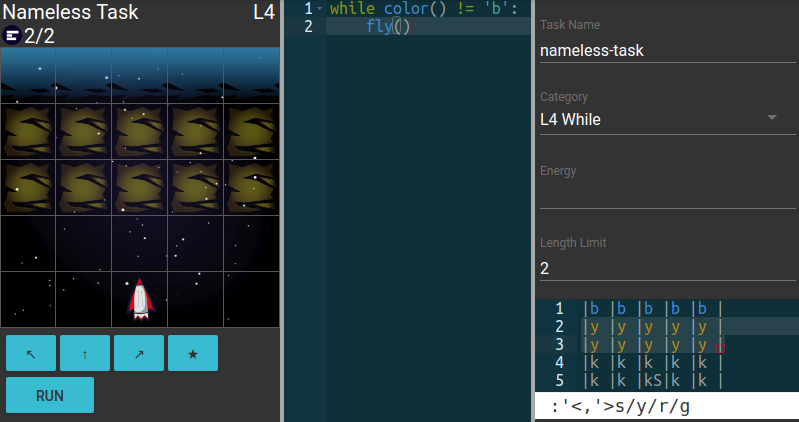 Nameless Task L4
2/2
↖ ↑ ↗ ★
RUN
1 while color() != 'b':
2 fly()
Task Name
nameless-task
Category
L4 While
Energy
Length Limit
2
1 |b |b |b |b |b |
2 |y |y |y |y |y |
3 |y |y |y |y |y
4 |k |k |k |k |k |
5 |k |k |kS|k |k |
:'<,'>s/y/r/g